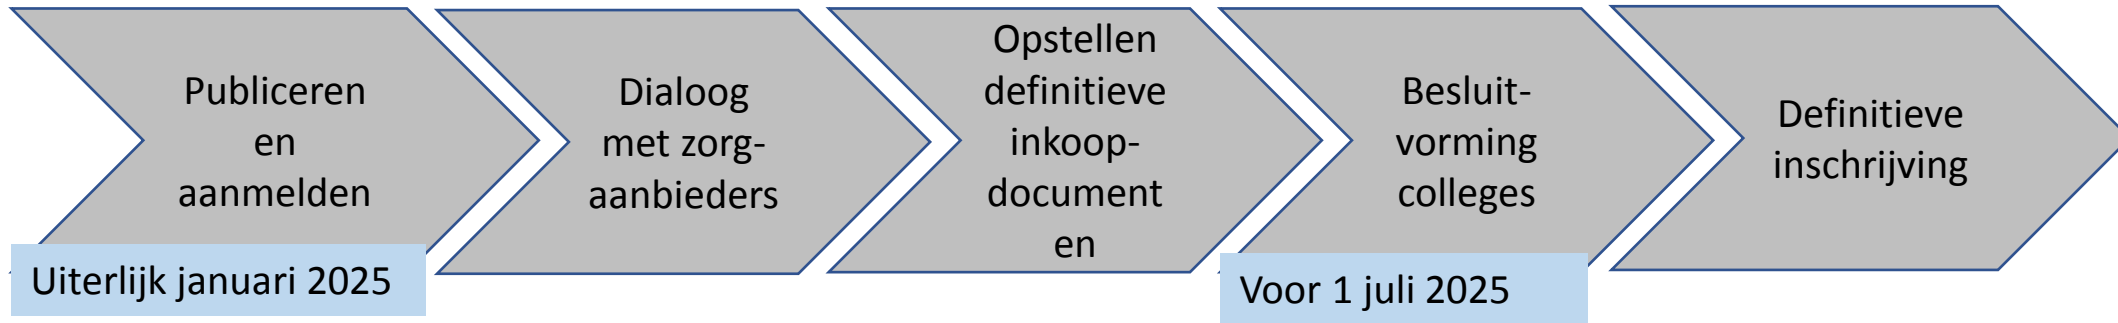 Publiceren
en
aanmelden
Uiterlijk januari 2025
Dialoog
met zorg-
aanbieders
Opstellen
definitieve
inkoop-
document
en
Besluit-
vorming
colleges
Voor 1 juli 2025
Definitieve
inschrijving